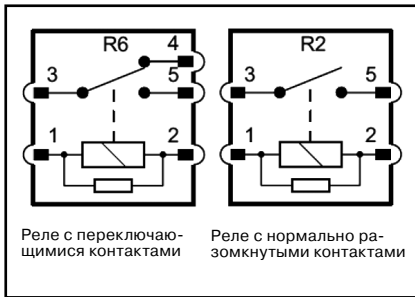 R6
4
3
5
1
2
R2
3
5
1
2
Реле с переключаю-
щимися контактами
Реле с нормально ра-
зомкнутыми контактами